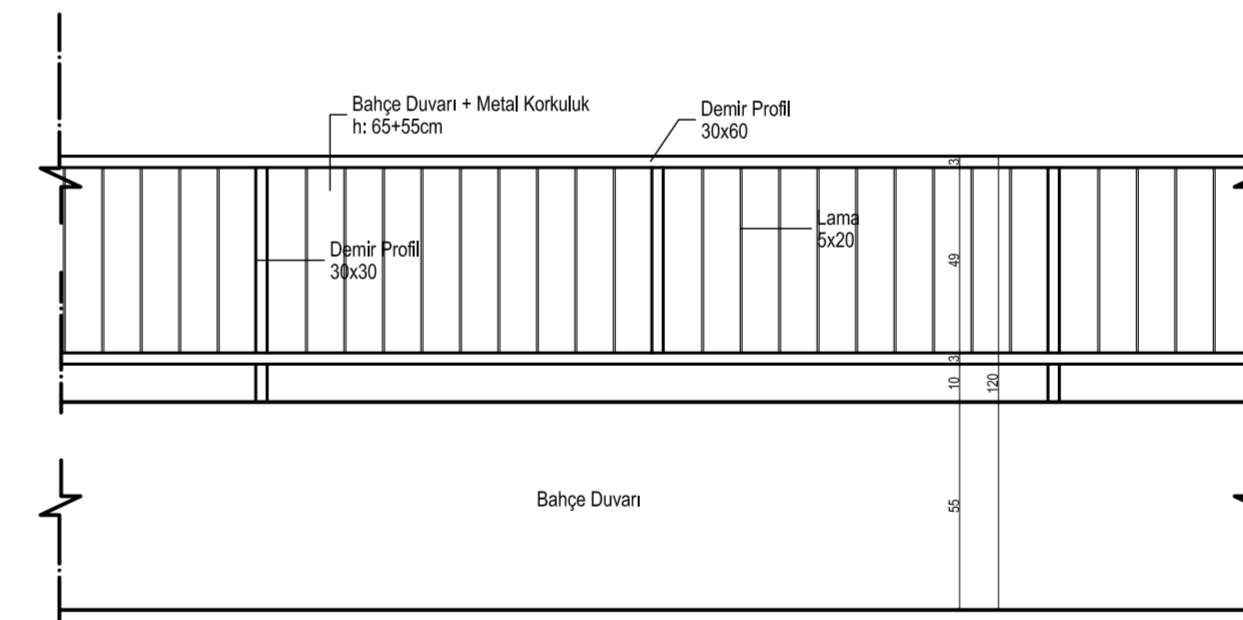 Bahçe Duvarı + Metal Korkuluk
h: 65+55cm
Demir Profil
30x60
Lama
5x20
Demir Profil
30x30
3
49
3
10
120
55
Bahçe Duvarı